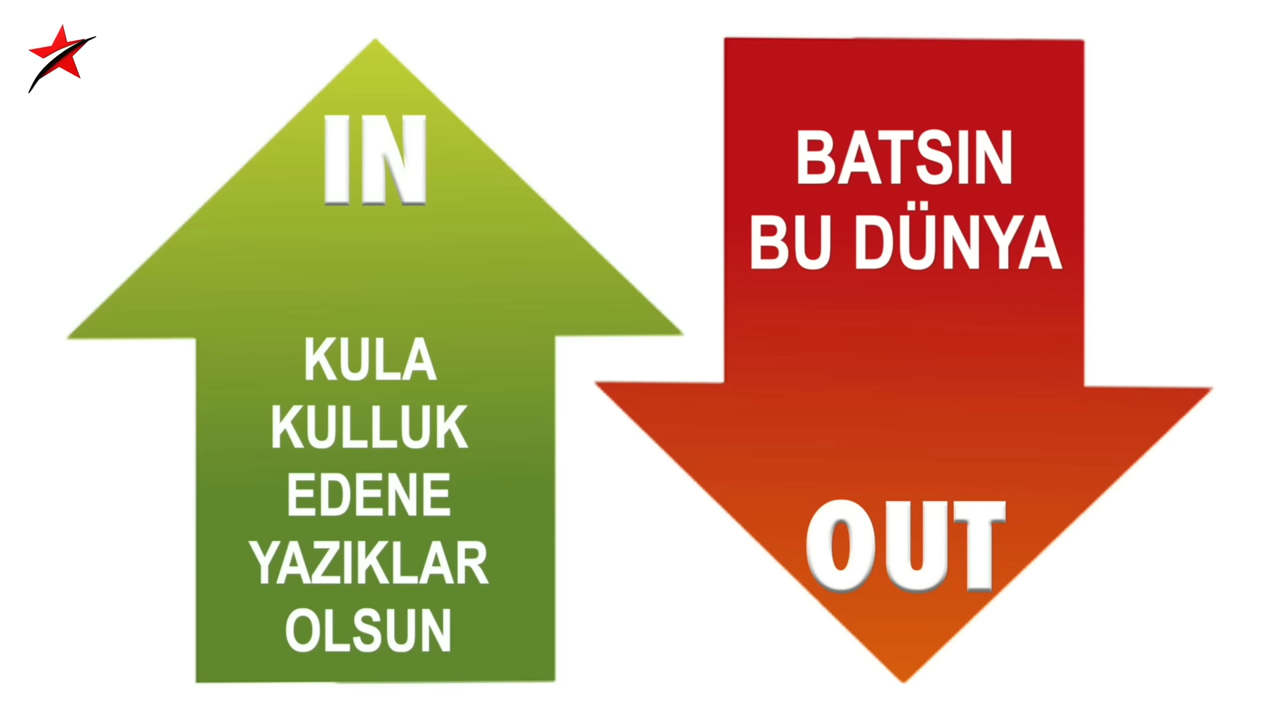 IN
KULA
KULLUK
EDENE
YAZIKLAR
OLSUN
BATSIN
BU DÜNYA
OUT